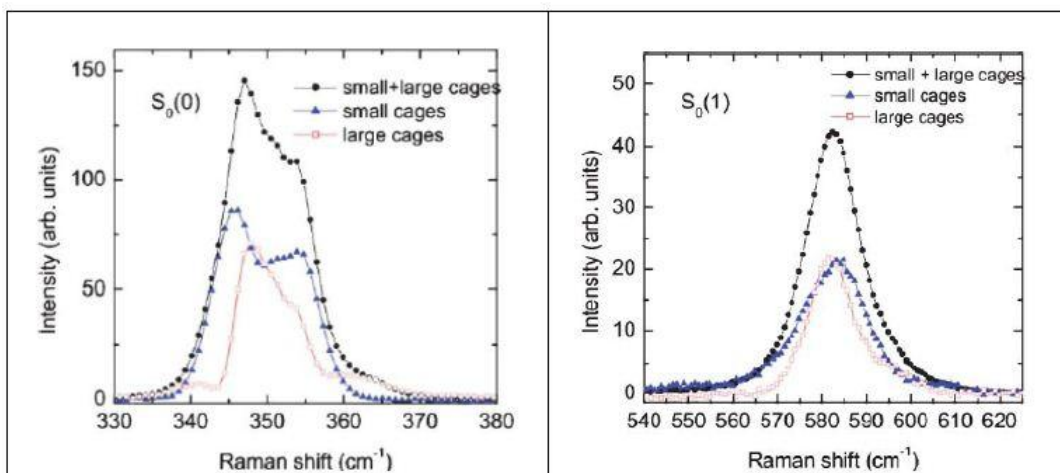 150
100
50
0
Intensity (arb. units)
S₀(0)
small+large cages
small cages
large cages
330 340 350 360 370 380
Raman shift (cm⁻¹)
50
40
30
20
10
0
Intensity (arb. units)
S₀(1)
small + large cages
small cages
large cages
540 550 560 570 580 590 600 610 620
Raman shift (cm⁻¹)